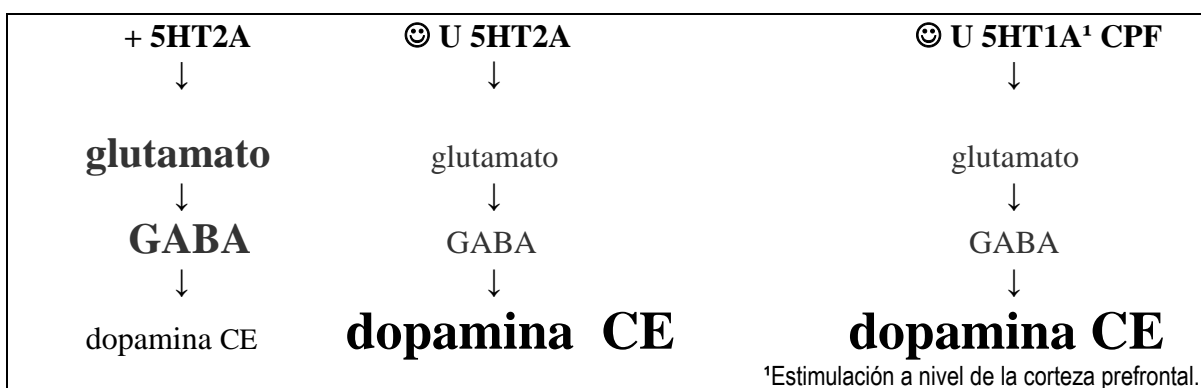 + 5HT2A ☺ U 5HT2A ☺ U 5HT1A¹ CPF
↓ ↓ ↓
glutamato glutamato glutamato
↓ ↓ ↓
GABA GABA GABA
↓ ↓ ↓
dopamina CE dopamina CE dopamina CE
¹Estimulación a nivel de la corteza prefrontal.